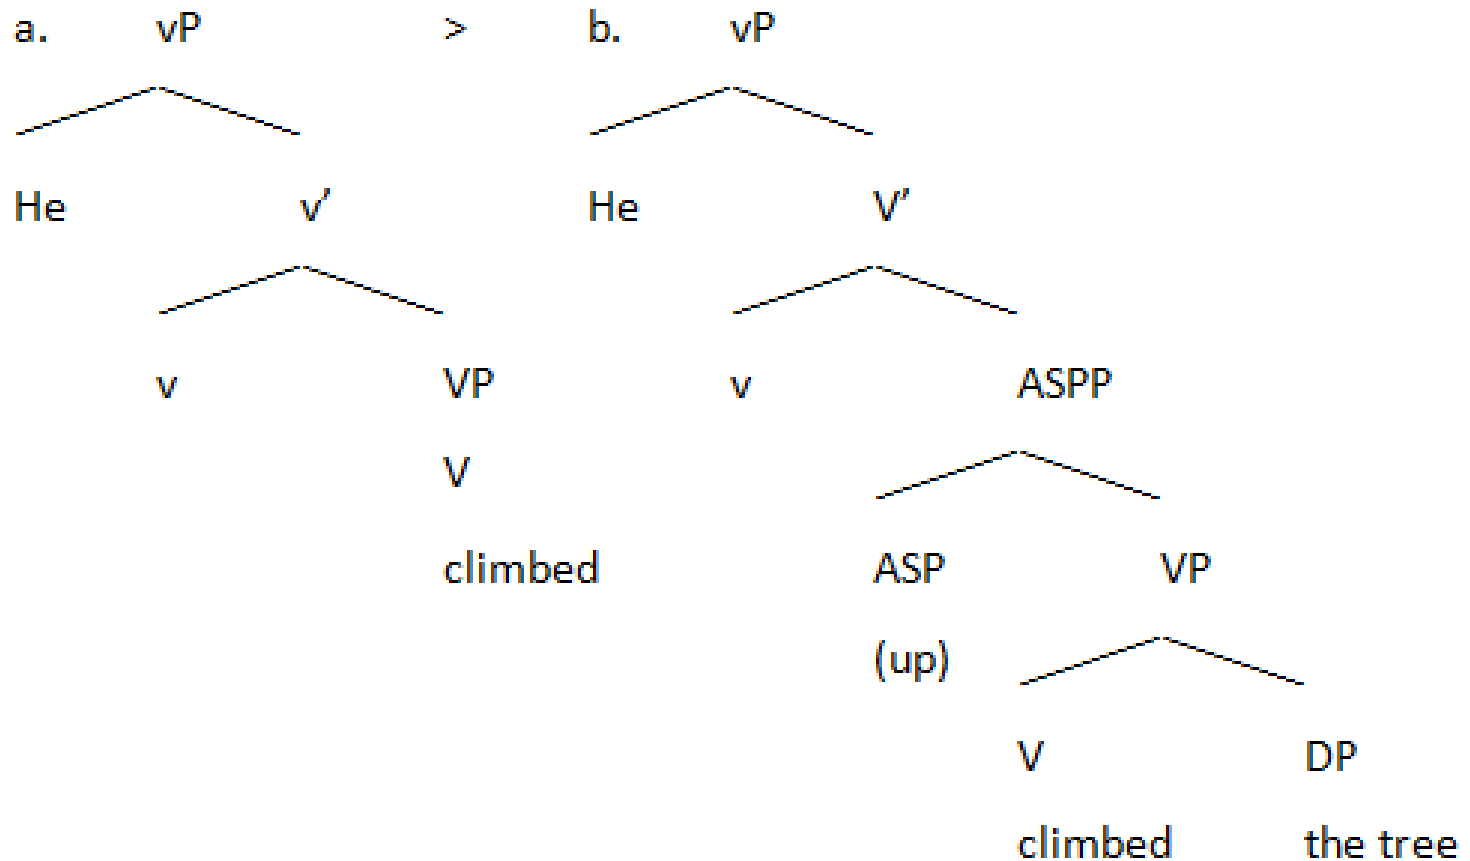 a. vP > b. vP
He v’ He V’
v VP v ASPP
V
climbed ASP VP
(up)
V DP
climbed the tree